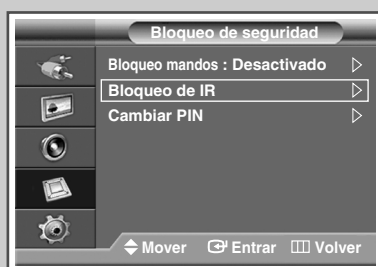 Bloqueo de seguridad
Bloqueo mandos : Desactivado
Bloqueo de IR
Cambiar PIN
Mover Entrar Volver